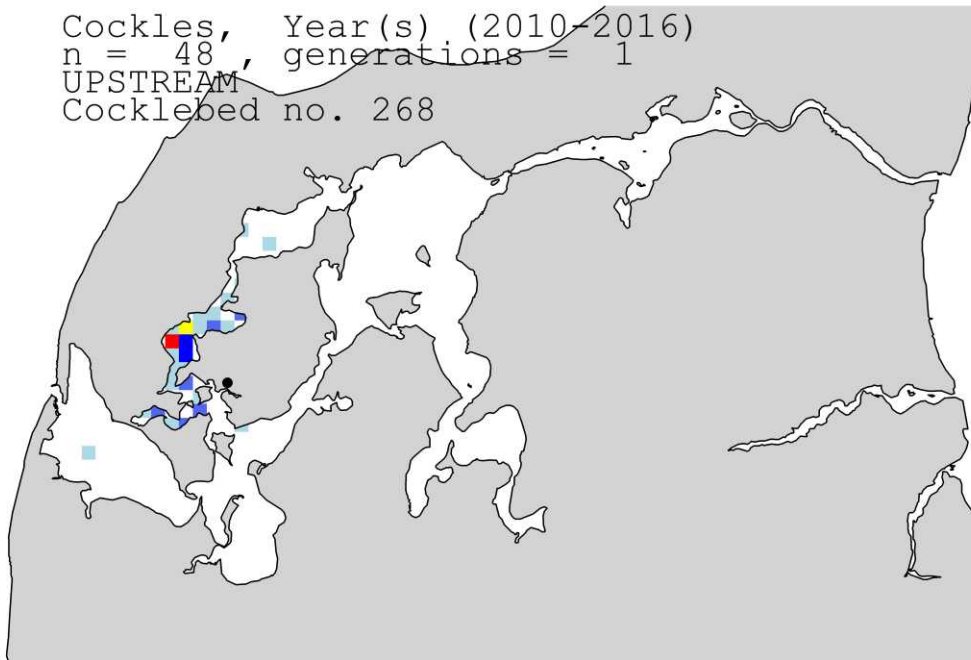 Cockles, Year(s) (2010-2016)
n = 48 , generations = 1
UPSTREAM
Cocklebed no. 268